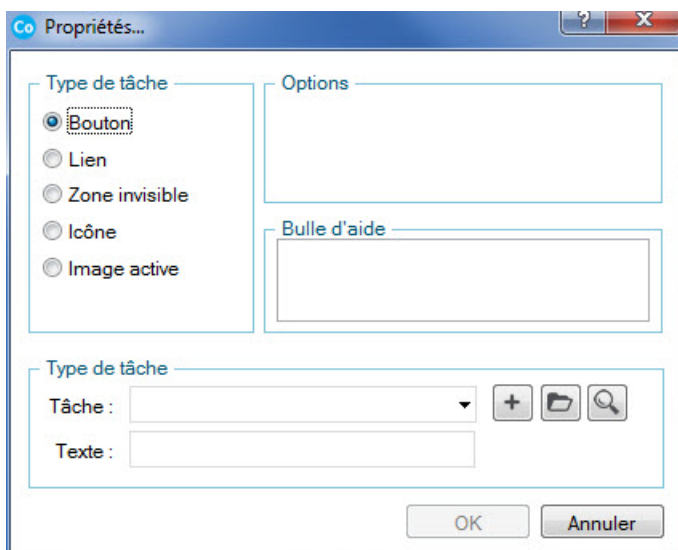 Co Propriétés...
?
X
Type de tâche
Bouton
Lien
Zone invisible
Icône
Image active
Options
Bulle d'aide
Type de tâche
Tâche :
Texte :
OK
Annuler